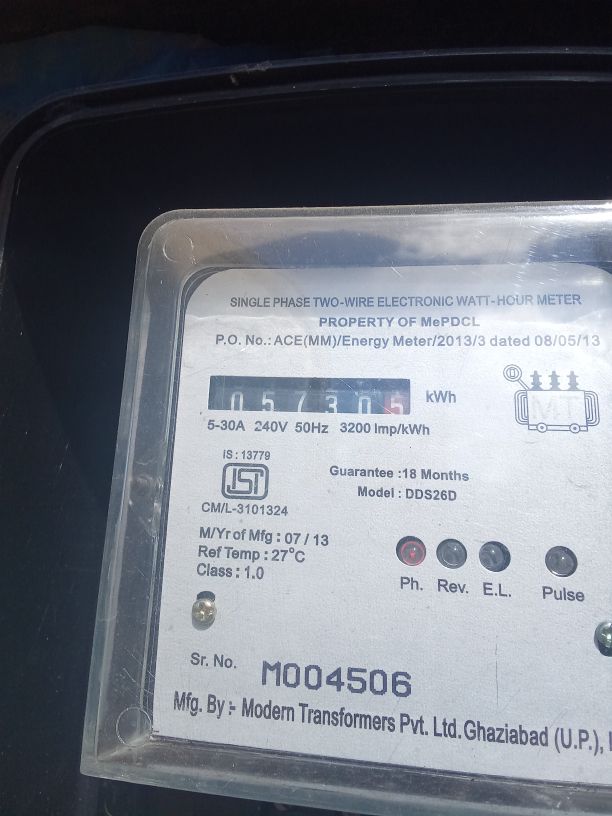 SINGLE PHASE TWO-WIRE ELECTRONIC WATT-HOUR METER
PROPERTY OF MePDCL
P.O. No.: ACE(MM)/Energy Meter/2013/3 dated 08/05/13
057305 kWh
5-30A 240V 50Hz 3200 Imp/kWh
MT
IS : 13779
CM/L-3101324
Guarantee : 18 Months
Model : DDS26D
M/Yr of Mfg : 07 / 13
Ref Temp : 27°C
Class : 1.0
Ph. Rev. E.L. Pulse
Sr. No. M004506
Mfg. By :- Modern Transformers Pvt. Ltd. Ghaziabad (U.P.),